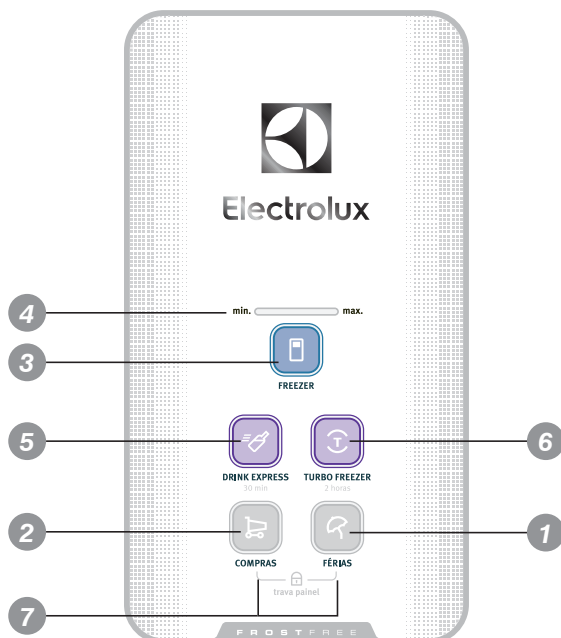 Electrolux
4 min. max.
3
FREEZER
5 6
DRINK EXPRESS TURBO FREEZER
30 min 2 horas
2 1
COMPRAS FÉRIAS
trava painel
7
FROSTFREE